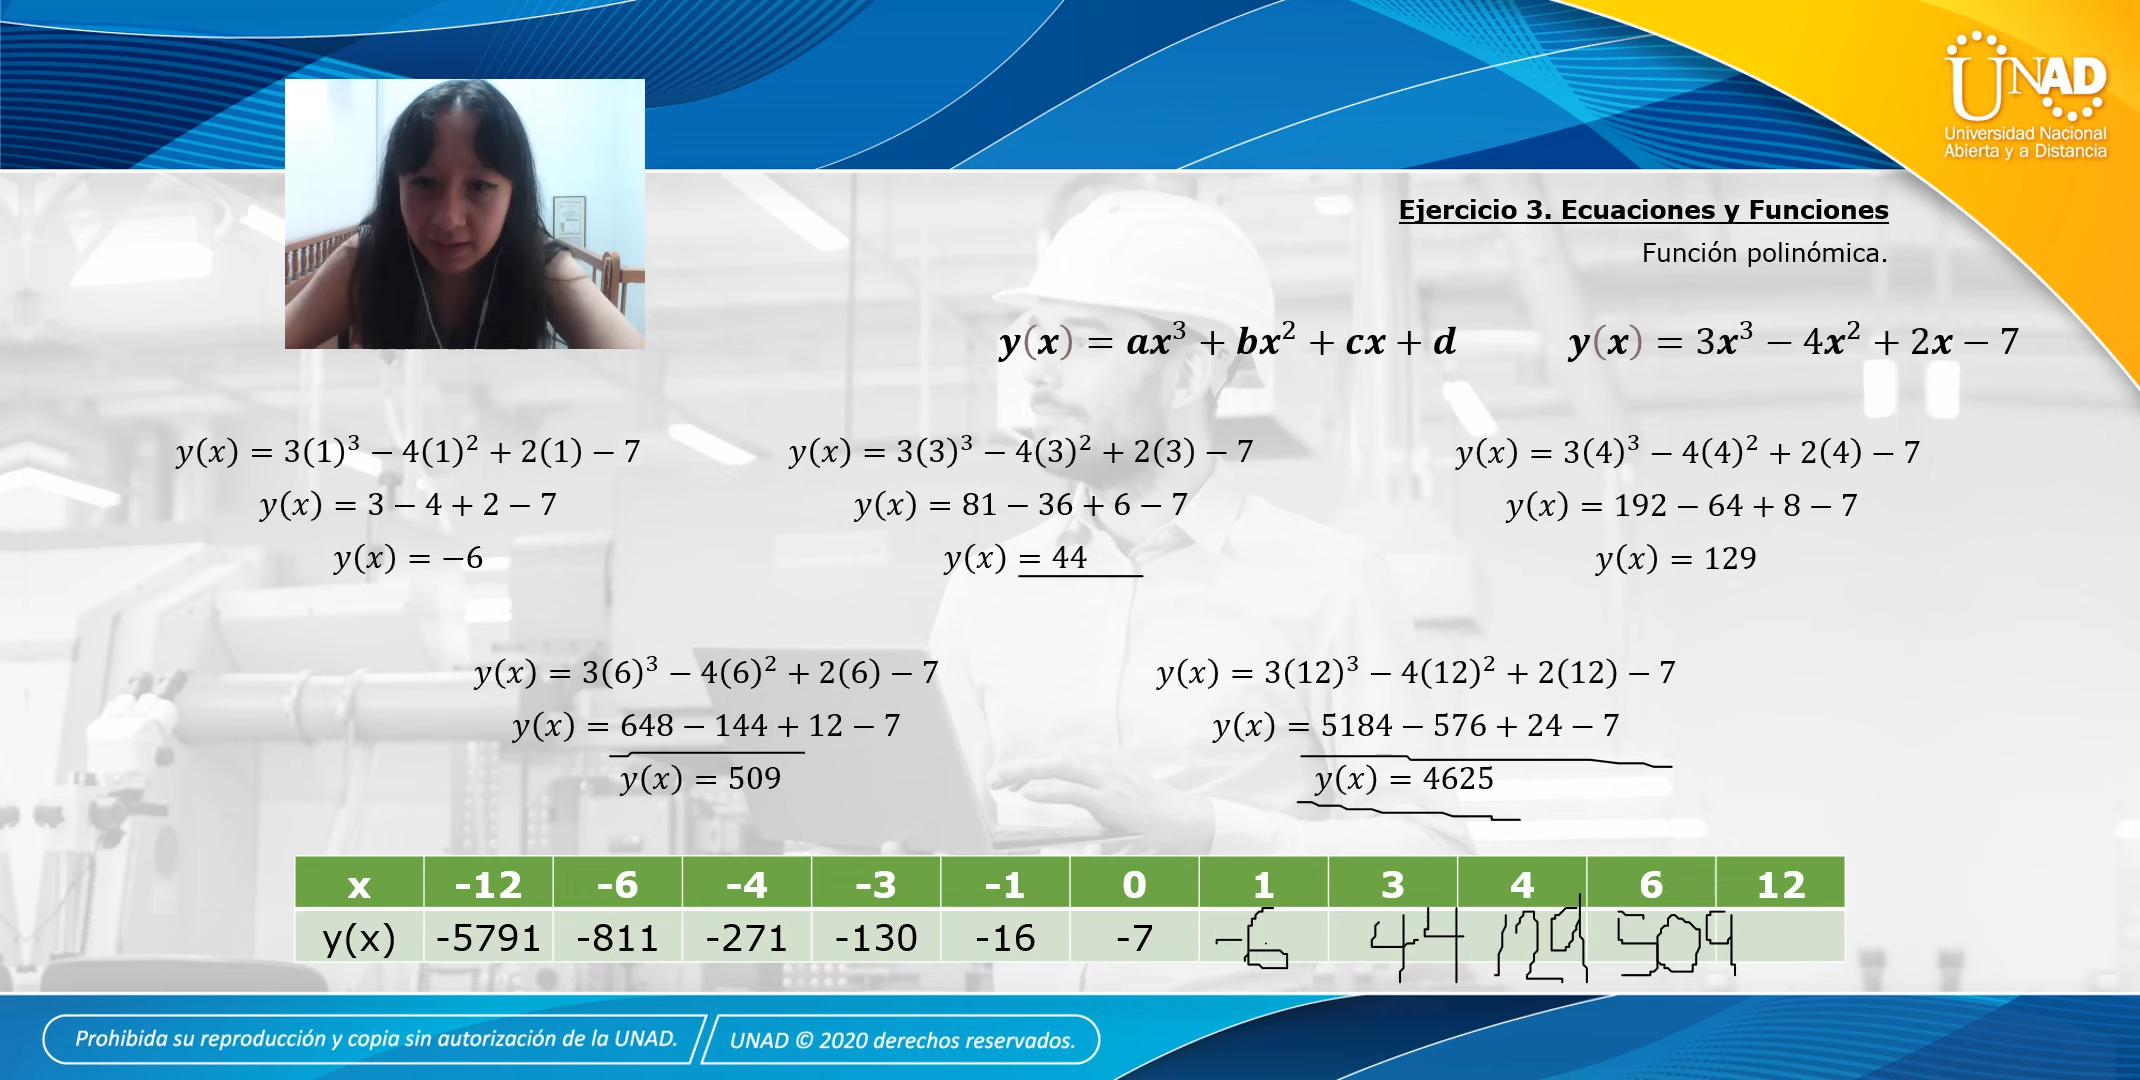 UNAD
Universidad Nacional
Abierta y a Distancia
Ejercicio 3. Ecuaciones y Funciones
Función polinómica.
y(x) = ax³ + bx² + cx + d
y(x) = 3x³ − 4x² + 2x − 7
y(x) = 3(1)³ − 4(1)² + 2(1) − 7
y(x) = 3 − 4 + 2 − 7
y(x) = −6
y(x) = 3(3)³ − 4(3)² + 2(3) − 7
y(x) = 81 − 36 + 6 − 7
y(x) = 44
y(x) = 3(4)³ − 4(4)² + 2(4) − 7
y(x) = 192 − 64 + 8 − 7
y(x) = 129
y(x) = 3(6)³ − 4(6)² + 2(6) − 7
y(x) = 648 − 144 + 12 − 7
y(x) = 509
y(x) = 3(12)³ − 4(12)² + 2(12) − 7
y(x) = 5184 − 576 + 24 − 7
y(x) = 4625
x -12 -6 -4 -3 -1 0 1 3 4 6 12
y(x) -5791 -811 -271 -130 -16 -7 -6 44 129 509
Prohibida su reproducción y copia sin autorización de la UNAD.
UNAD © 2020 derechos reservados.